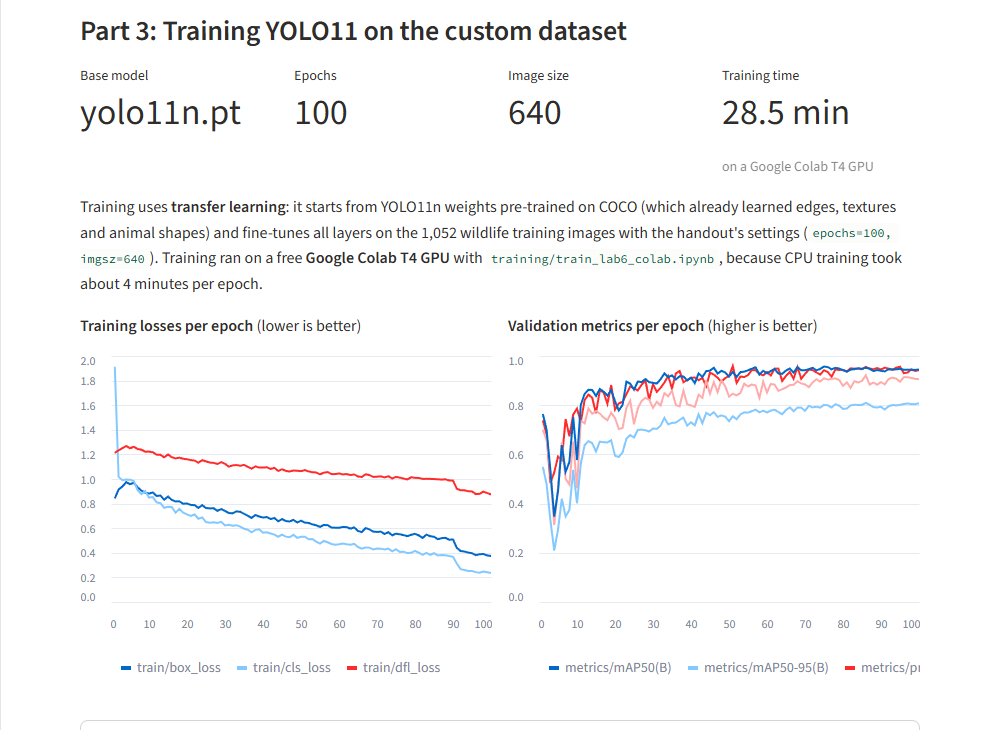 Part 3: Training YOLO11 on the custom dataset
Base model
yolo11n.pt
Epochs
100
Image size
640
Training time
28.5 min
on a Google Colab T4 GPU
Training uses transfer learning: it starts from YOLO11n weights pre-trained on COCO (which already learned edges, textures
and animal shapes) and fine-tunes all layers on the 1,052 wildlife training images with the handout's settings ( epochs=100,
imgsz=640 ). Training ran on a free Google Colab T4 GPU with training/train_lab6_colab.ipynb , because CPU training took
about 4 minutes per epoch.
Training losses per epoch (lower is better)
2.0
1.8
1.6
1.4
1.2
1.0
0.8
0.6
0.4
0.2
0.0
0 10 20 30 40 50 60 70 80 90 100
train/box_loss train/cls_loss train/dfl_loss
Validation metrics per epoch (higher is better)
1.0
0.8
0.6
0.4
0.2
0.0
0 10 20 30 40 50 60 70 80 90 100
metrics/mAP50(B) metrics/mAP50-95(B) metrics/pr